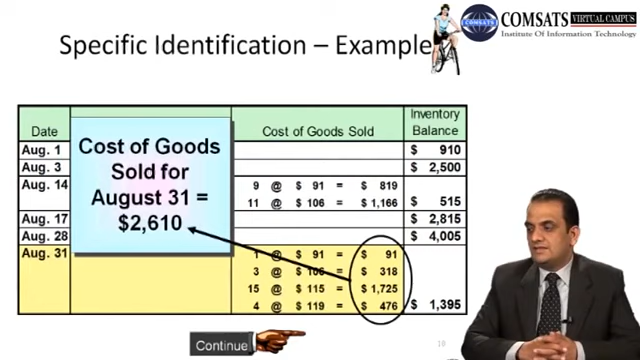 COMSATS VIRTUAL CAMPUS
Institute Of Information Technology
COMSATS
Specific Identification – Example
Date Cost of Goods Sold Inventory Balance
Cost of Goods
Sold for
August 31 =
$2,610
Aug. 1 $ 910
Aug. 3 $ 2,500
Aug. 14 9 @ $ 91 = $ 819
11 @ $ 106 = $ 1,166 $ 515
Aug. 17 $ 2,815
Aug. 28 $ 4,005
Aug. 31 1 @ $ 91 = $ 91
3 @ $ 106 = $ 318
15 @ $ 115 = $ 1,725
4 @ $ 119 = $ 476 $ 1,395
Continue
18